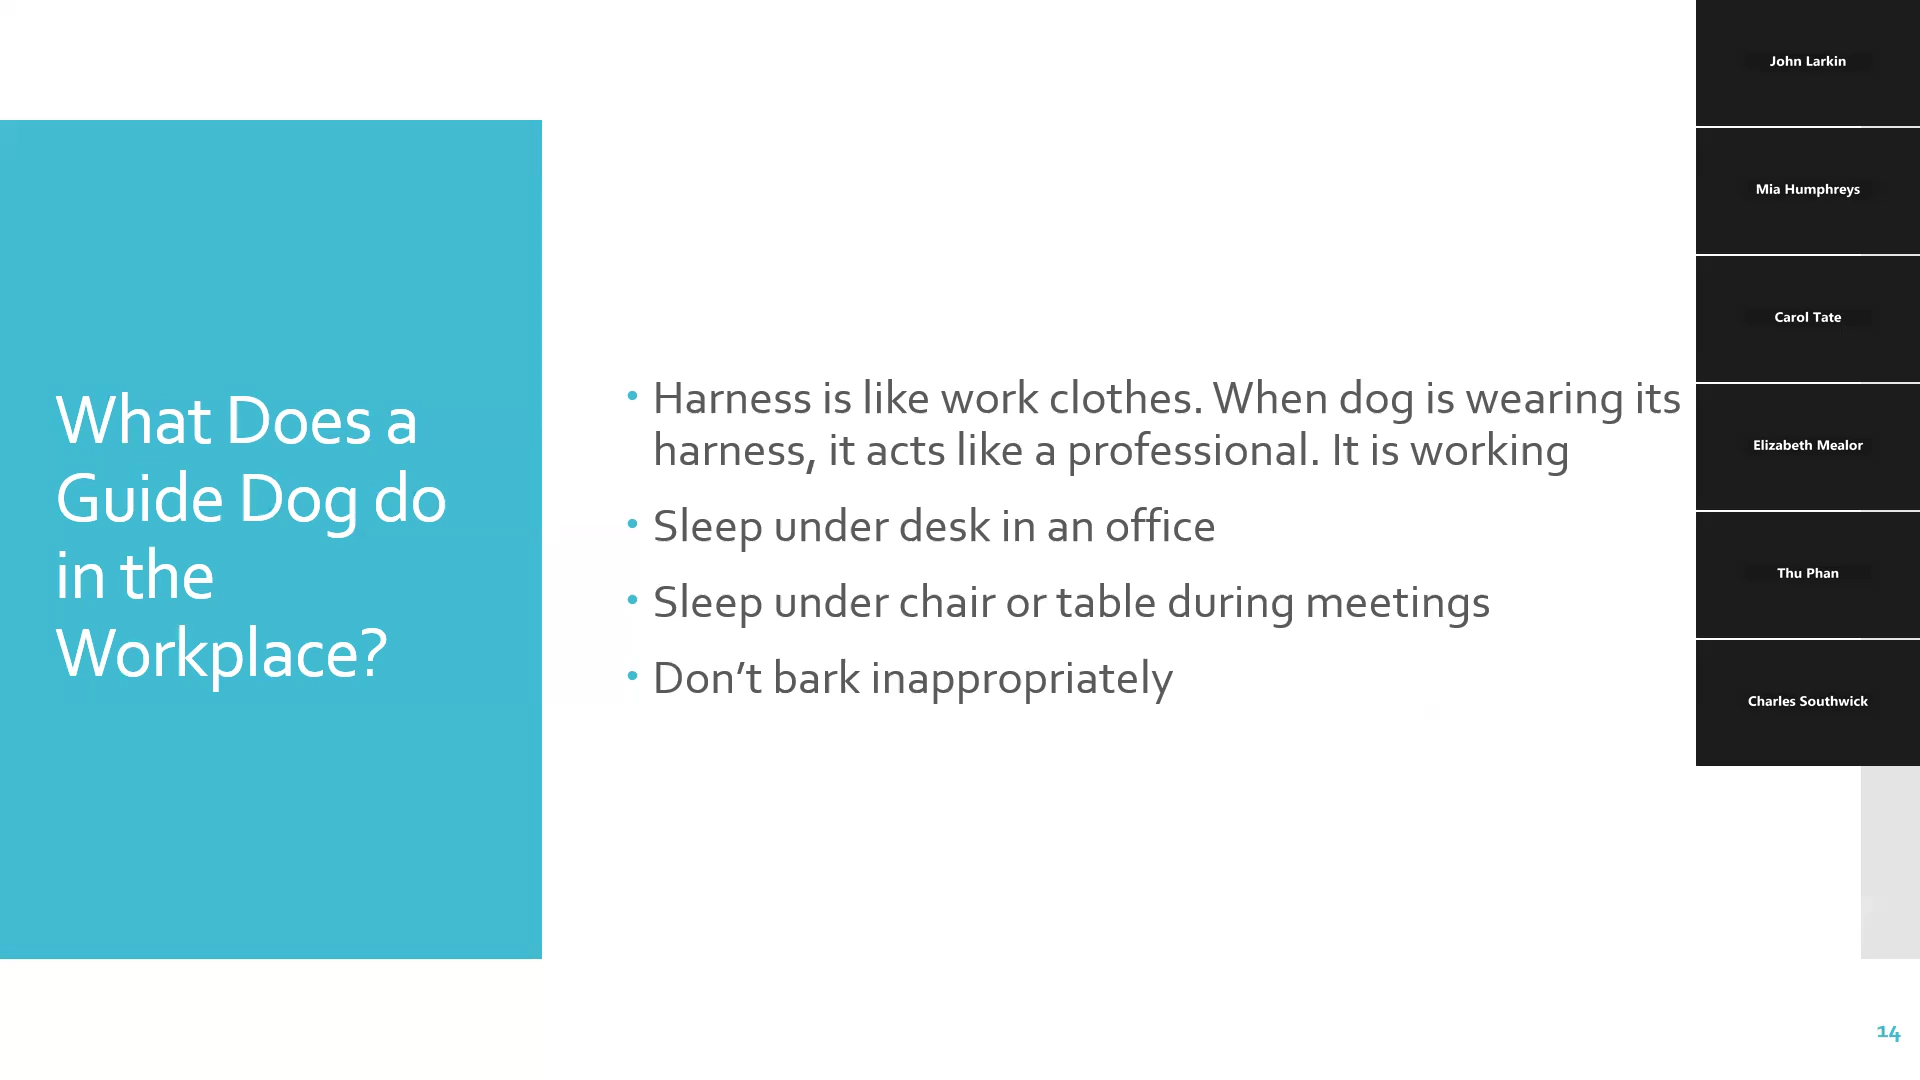 What Does a
Guide Dog do
in the
Workplace?
• Harness is like work clothes. When dog is wearing its
harness, it acts like a professional. It is working
• Sleep under desk in an office
• Sleep under chair or table during meetings
• Don’t bark inappropriately
John Larkin
Mia Humphreys
Carol Tate
Elizabeth Mealor
Thu Phan
Charles Southwick
14